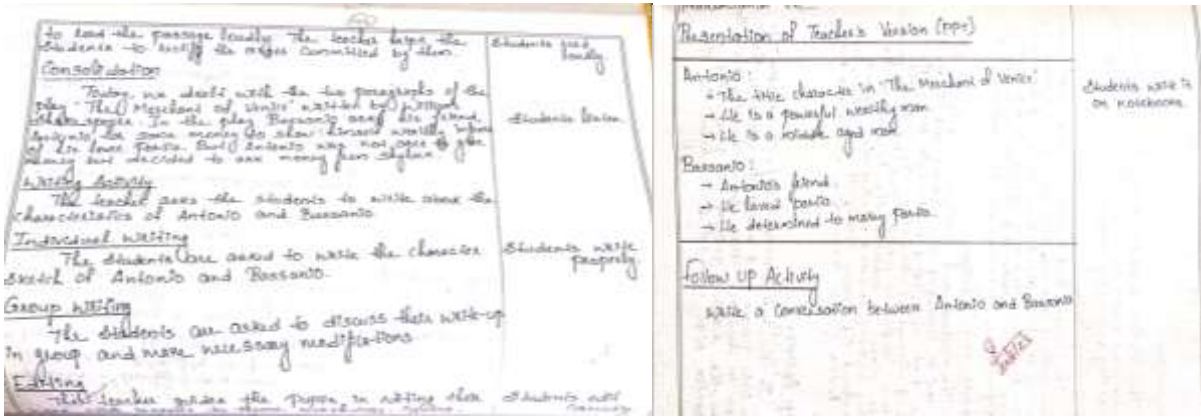 to read the passage loudly. The teacher helps the
students to rectify the errors committed by them.
Students read
loudly
Consolidation
Today, we dealt with the two paragraphs of the
play "The Merchant of Venice" written by William
Shakespeare. In the play Bassanio asks his friend
Antonio for some money to show himself wealthy infront
of his lover Portia. But Antonio was not able to give
money but decided to ask money from Shylock.
Students listen
Writing Activity
The teacher asks the students to write about the
characteristics of Antonio and Bassanio.
Individual writing
The students are asked to write the character
sketch of Antonio and Bassanio.
Students write
properly.
Group writing
The students are asked to discuss their write-up
in group and make necessary modifications
Editing
The teacher guides the pupils in editing their
Students edit
Presentation of Teacher's Version (PPT)
Antonio:
→ The title character in "The Merchant of Venice"
→ He is a powerful wealthy man
→ He is a middle aged man
Students write it
on notebooks.
Bassanio:
→ Antonio's friend
→ He loved Portia
→ He determined to marry Portia
Follow up Activity
Write a conversation between Antonio and Bassanio